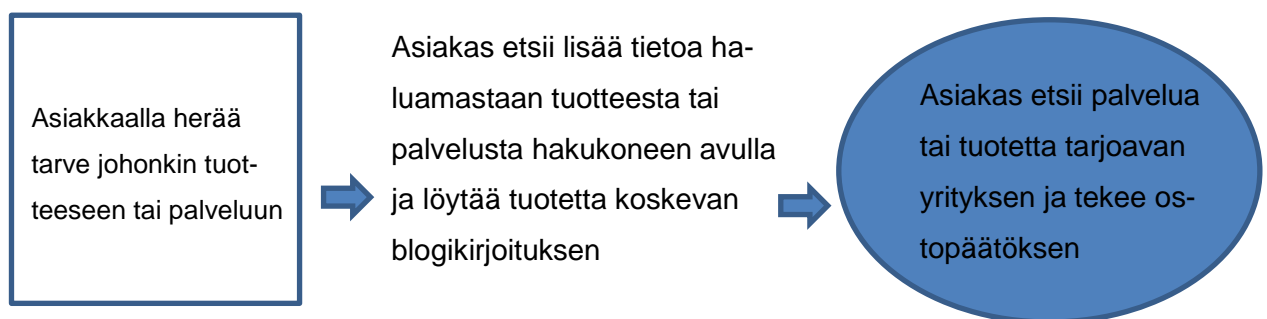 Asiakkaalla herää
tarve johonkin tuot-
teeseen tai palveluun
Asiakas etsii lisää tietoa ha-
luamastaan tuotteesta tai
palvelusta hakukoneen avulla
ja löytää tuotetta koskevan
blogikirjoituksen
Asiakas etsii palvelua
tai tuotetta tarjoavan
yrityksen ja tekee os-
topäätöksen